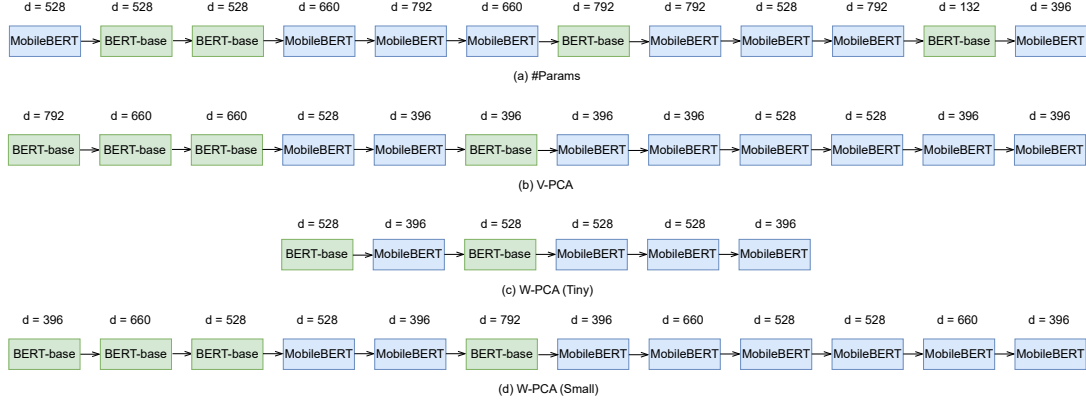 d = 528 d = 528 d = 528 d = 660 d = 792 d = 660 d = 792 d = 792 d = 528 d = 792 d = 132 d = 396
MobileBERT BERT-base BERT-base MobileBERT MobileBERT MobileBERT BERT-base MobileBERT MobileBERT MobileBERT BERT-base MobileBERT
(a) #Params
d = 792 d = 660 d = 660 d = 528 d = 396 d = 396 d = 396 d = 396 d = 528 d = 528 d = 396 d = 396
BERT-base BERT-base BERT-base MobileBERT MobileBERT BERT-base MobileBERT MobileBERT MobileBERT MobileBERT MobileBERT MobileBERT
(b) V-PCA
d = 528 d = 396 d = 528 d = 528 d = 528 d = 396
BERT-base MobileBERT BERT-base MobileBERT MobileBERT MobileBERT
(c) W-PCA (Tiny)
d = 396 d = 660 d = 528 d = 528 d = 396 d = 792 d = 396 d = 660 d = 528 d = 528 d = 660 d = 396
BERT-base BERT-base BERT-base MobileBERT MobileBERT BERT-base MobileBERT MobileBERT MobileBERT MobileBERT MobileBERT MobileBERT
(d) W-PCA (Small)